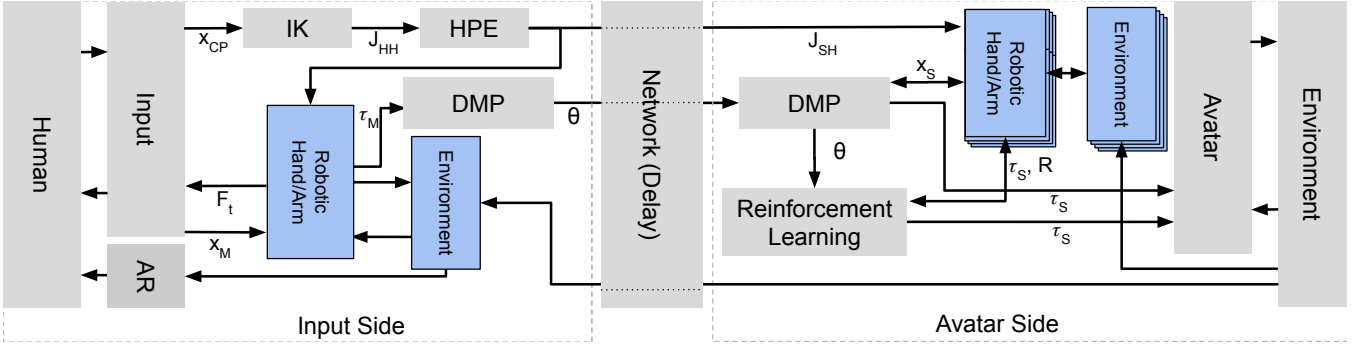 Human
Input
x_CP
IK
J_HH
HPE
Robotic
Hand/Arm
τ_M
DMP
θ
Environment
F_t
x_M
AR
Input Side
Network (Delay)
J_SH
x_S
DMP
θ
Robotic
Hand/Arm
Environment
τ_S, R
Reinforcement
Learning
τ_S
τ_S
Avatar
Environment
Avatar Side